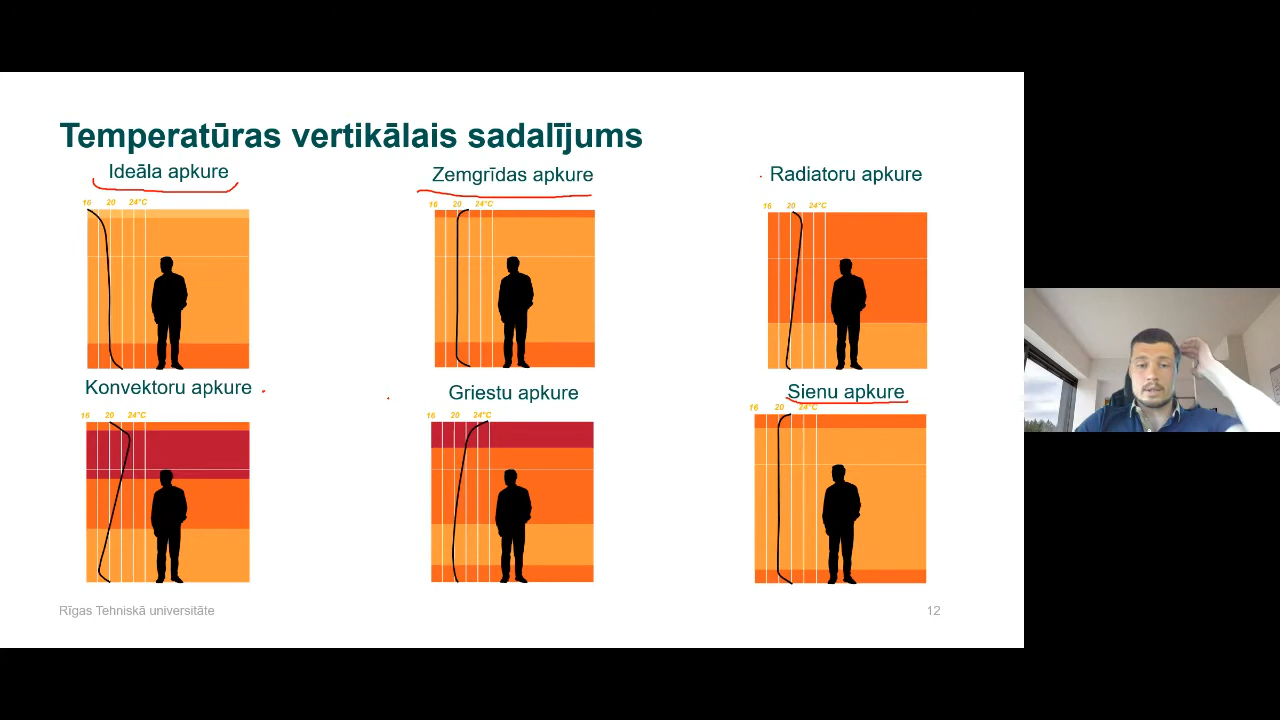 Temperatūras vertikālais sadalījums
Ideāla apkure
Zemgrīdas apkure
Radiatoru apkure
16 20 24°C
16 20 24°C
16 20 24°C
Konvektoru apkure
Griestu apkure
Sienu apkure
16 20 24°C
16 20 24°C
16 20 24°C
Rīgas Tehniskā universitāte
12